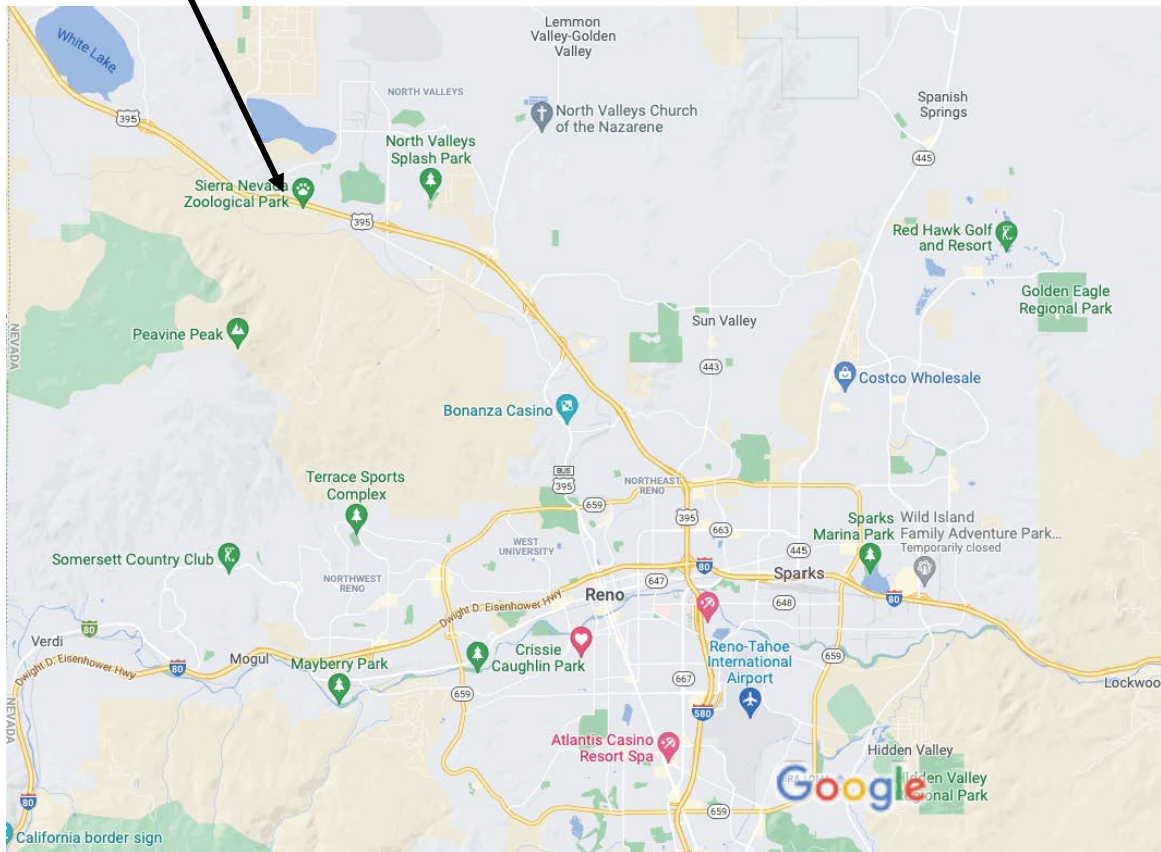 White Lake
395
Lemmon
Valley-Golden
Valley
NORTH VALLEYS
North Valleys Church
of the Nazarene
Spanish
Springs
445
North Valleys
Splash Park
Sierra Nevada
Zoological Park
395
Red Hawk Golf
and Resort
Golden Eagle
Regional Park
NEVADA
Peavine Peak
Sun Valley
443
Costco Wholesale
Bonanza Casino
BUS
395
Terrace Sports
Complex
NORTHEAST
RENO
659
395
663
Sparks
Marina Park
Wild Island
Family Adventure Park...
Temporarily closed
WEST
UNIVERSITY
445
Somersett Country Club
NORTHWEST
RENO
80
647
Sparks
Dwight D. Eisenhower Hwy
Reno
648
80
80
Verdi
Mogul
80
Dwight D. Eisenhower Hwy
Mayberry Park
Crissie
Caughlin Park
Reno-Tahoe
International
Airport
659
667
659
Lockwood
NEVADA
580
Atlantis Casino
Resort Spa
Hidden Valley
Google
Hidden Valley
Regional Park
80
659
California border sign